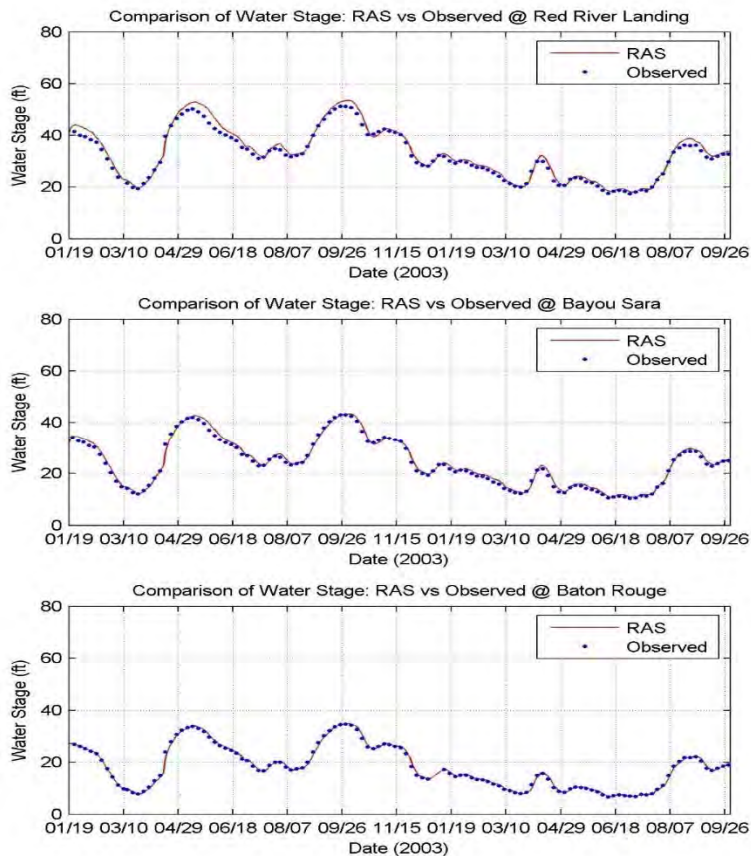 Comparison of Water Stage: RAS vs Observed @ Red River Landing
80
60
40
20
0
Water Stage (ft)
RAS
Observed
01/19 03/10 04/29 06/18 08/07 09/26 11/15 01/19 03/10 04/29 06/18 08/07 09/26
Date (2003)
Comparison of Water Stage: RAS vs Observed @ Bayou Sara
80
60
40
20
0
Water Stage (ft)
RAS
Observed
01/19 03/10 04/29 06/18 08/07 09/26 11/15 01/19 03/10 04/29 06/18 08/07 09/26
Date (2003)
Comparison of Water Stage: RAS vs Observed @ Baton Rouge
80
60
40
20
0
Water Stage (ft)
RAS
Observed
01/19 03/10 04/29 06/18 08/07 09/26 11/15 01/19 03/10 04/29 06/18 08/07 09/26
Date (2003)